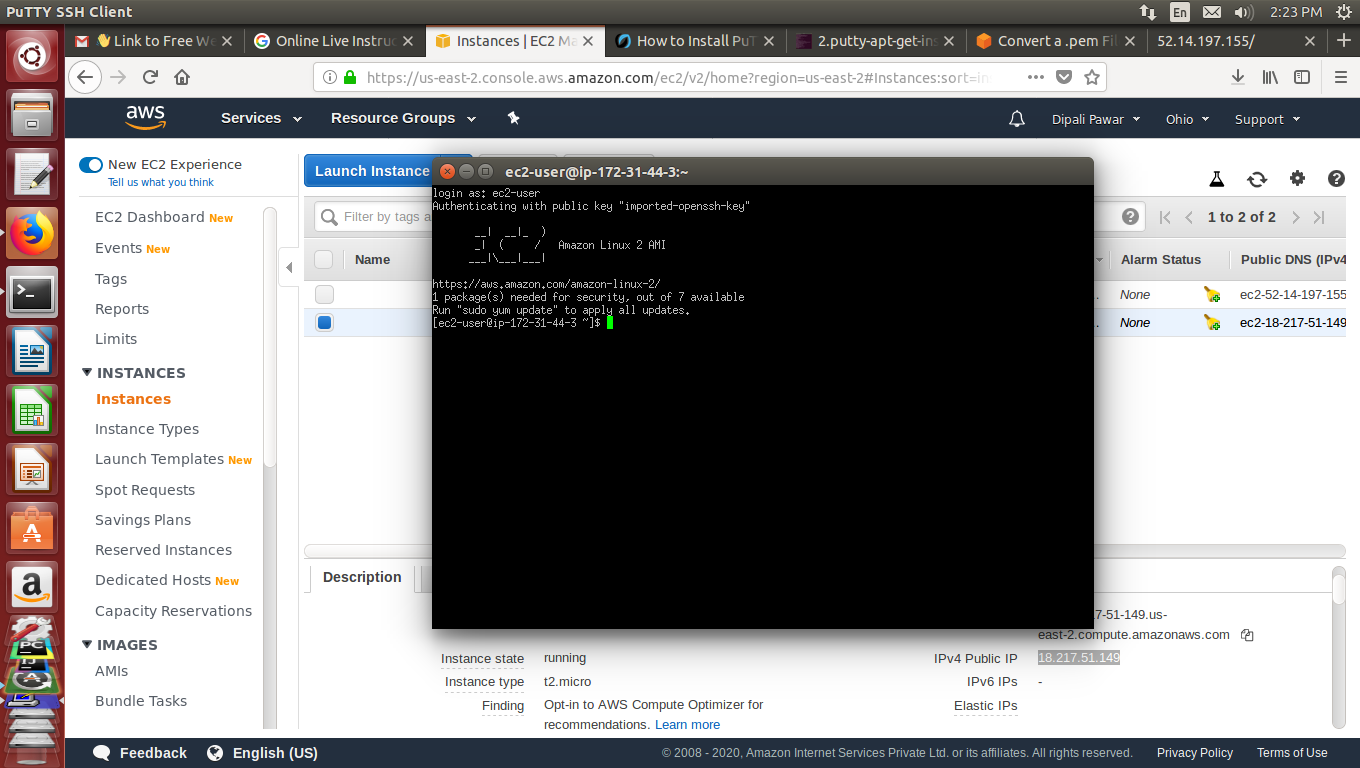 PuTTY SSH Client
En
2:23 PM
Link to Free We
Online Live Instruc
Instances | EC2 Ma
How to Install PuT
2.putty-apt-get-ins
Convert a .pem Fil
52.14.197.155/
https://us-east-2.console.aws.amazon.com/ec2/v2/home?region=us-east-2#Instances:sort=in
aws
Services
Resource Groups
Dipali Pawar
Ohio
Support
New EC2 Experience
Tell us what you think
EC2 Dashboard New
Events New
Tags
Reports
Limits
INSTANCES
Instances
Instance Types
Launch Templates New
Spot Requests
Savings Plans
Reserved Instances
Dedicated Hosts New
Capacity Reservations
IMAGES
AMIs
Bundle Tasks
Launch Instance
Filter by tags a
1 to 2 of 2
Name
Alarm Status
Public DNS (IPv4
None
ec2-52-14-197-155
None
ec2-18-217-51-149
ec2-user@ip-172-31-44-3:~
login as: ec2-user
Authenticating with public key "imported-openssh-key"
__| __|_ )
_| ( / Amazon Linux 2 AMI
___|\___|___|
https://aws.amazon.com/amazon-linux-2/
1 package(s) needed for security, out of 7 available
Run "sudo yum update" to apply all updates.
[ec2-user@ip-172-31-44-3 ~]$
Description
17-51-149.us-
east-2.compute.amazonaws.com
Instance state running
IPv4 Public IP 18.217.51.149
Instance type t2.micro
IPv6 IPs -
Finding Opt-in to AWS Compute Optimizer for
recommendations. Learn more
Elastic IPs
Feedback
English (US)
© 2008 - 2020, Amazon Internet Services Private Ltd. or its affiliates. All rights reserved.
Privacy Policy
Terms of Use